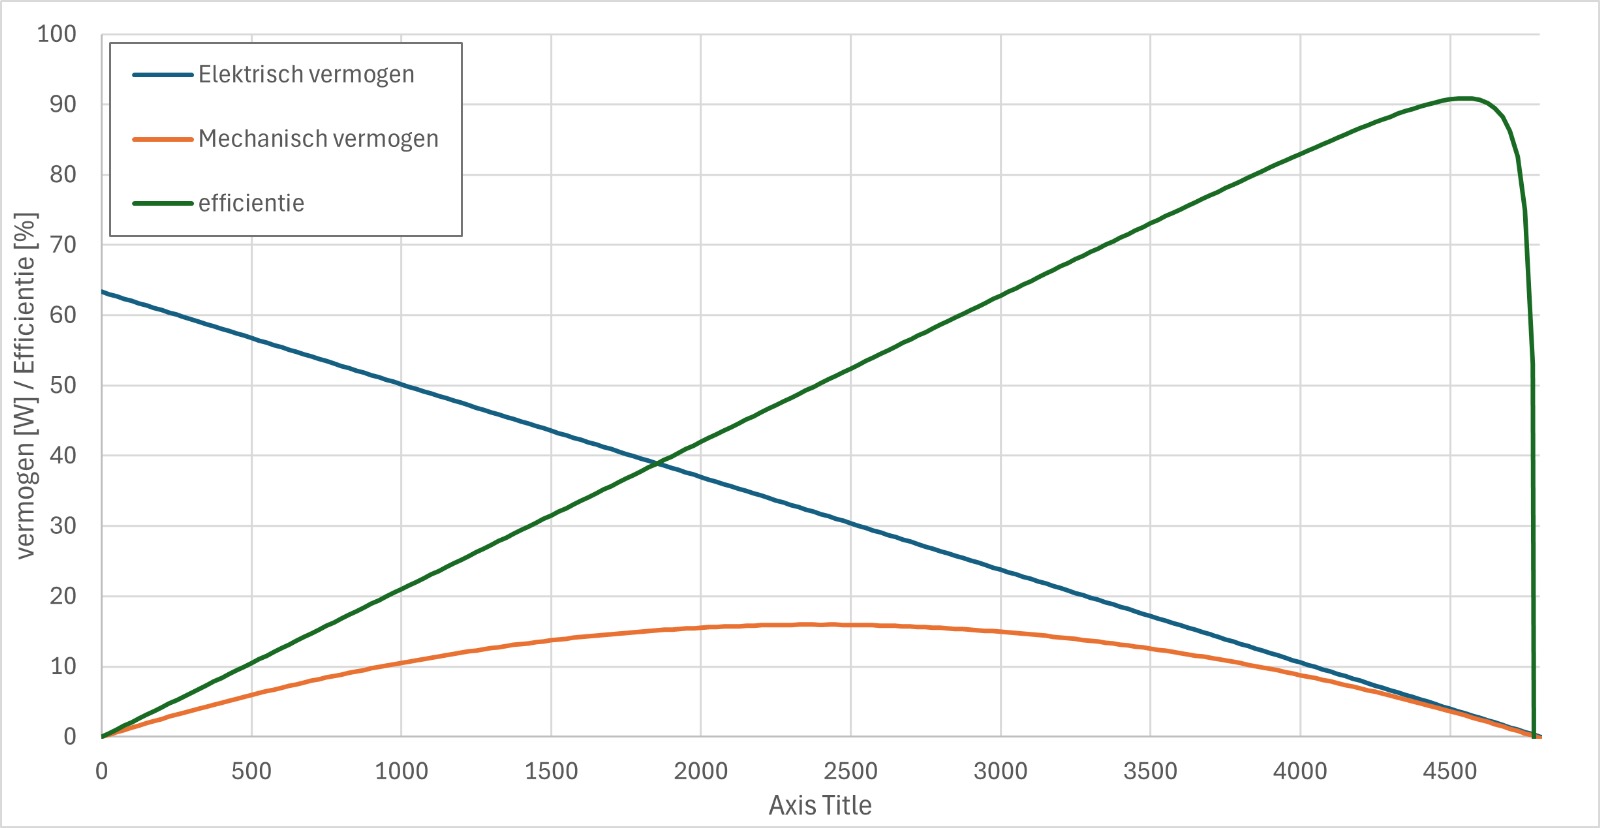 100
90
80
70
60
50
40
30
20
10
0
vermogen [W] / Efficientie [%]
Elektrisch vermogen
Mechanisch vermogen
efficientie
0 500 1000 1500 2000 2500 3000 3500 4000 4500
Axis Title